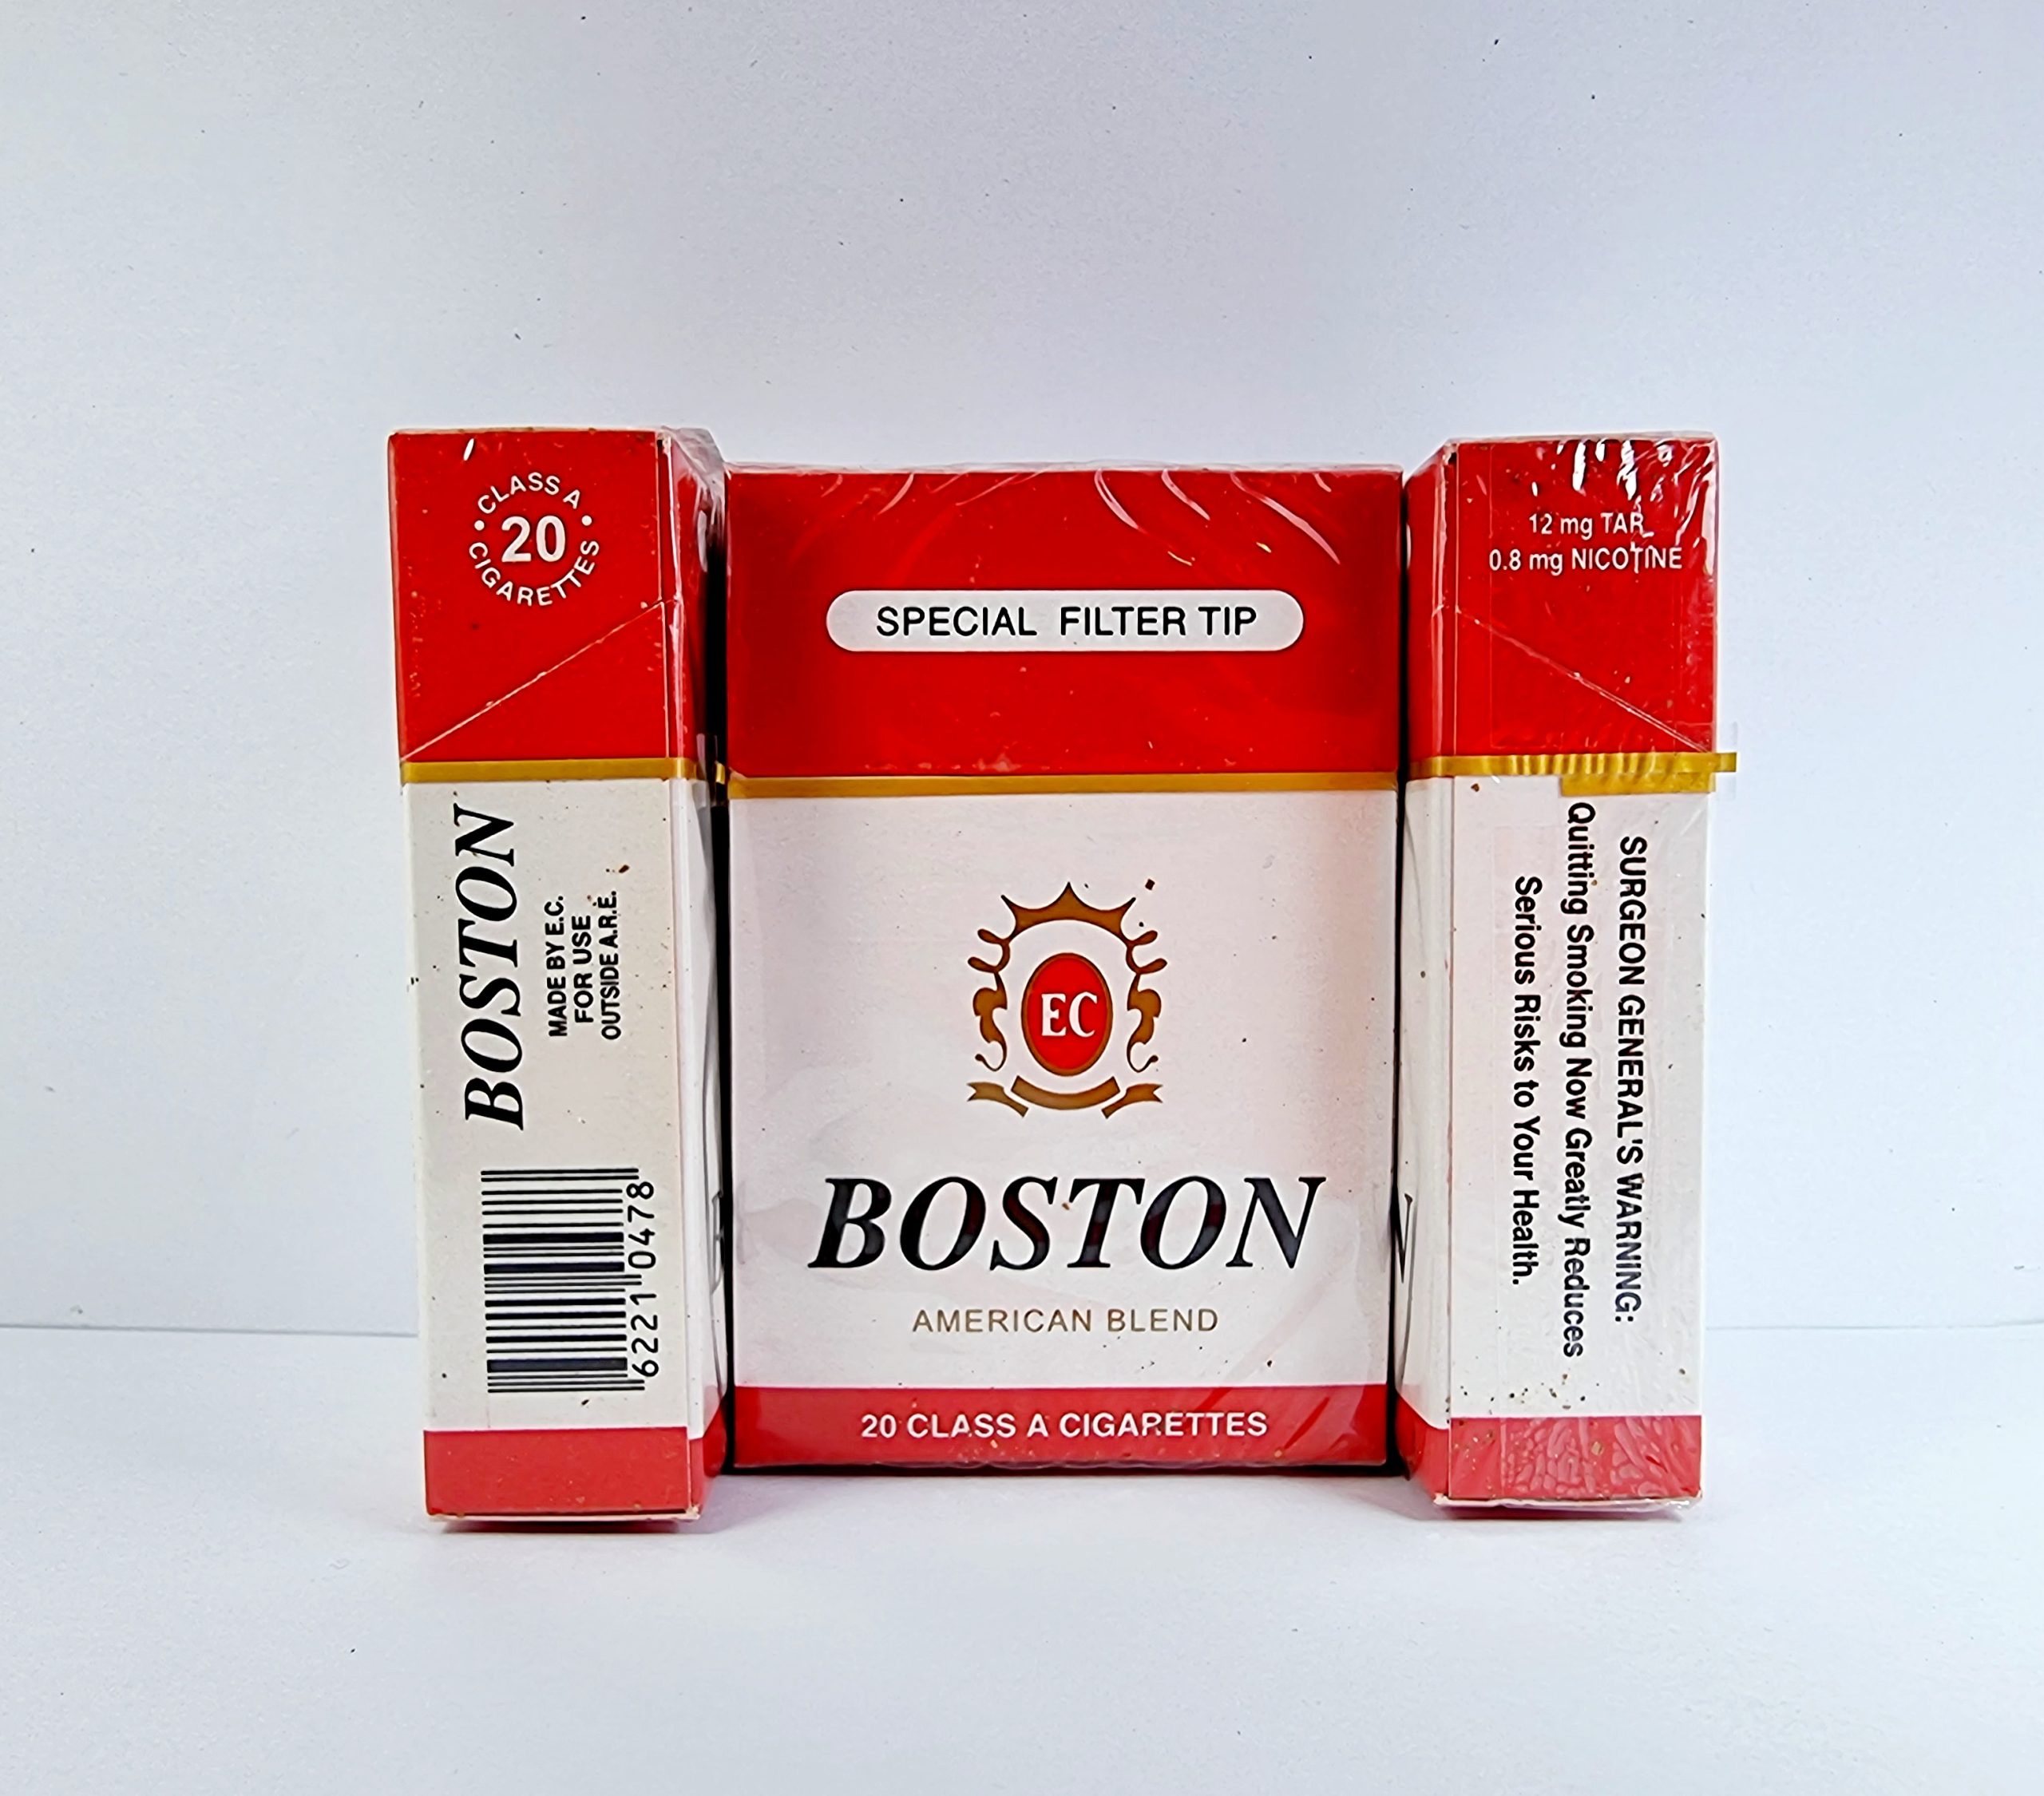 CLASS A
20
CIGARETTES
BOSTON
MADE BY E.C.
FOR USE
OUTSIDE A.R.E.
6221 0478
SPECIAL FILTER TIP
EC
BOSTON
AMERICAN BLEND
20 CLASS A CIGARETTES
12 mg TAR
0.8 mg NICOTINE
SURGEON GENERAL'S WARNING:
Quitting Smoking Now Greatly Reduces
Serious Risks to Your Health.